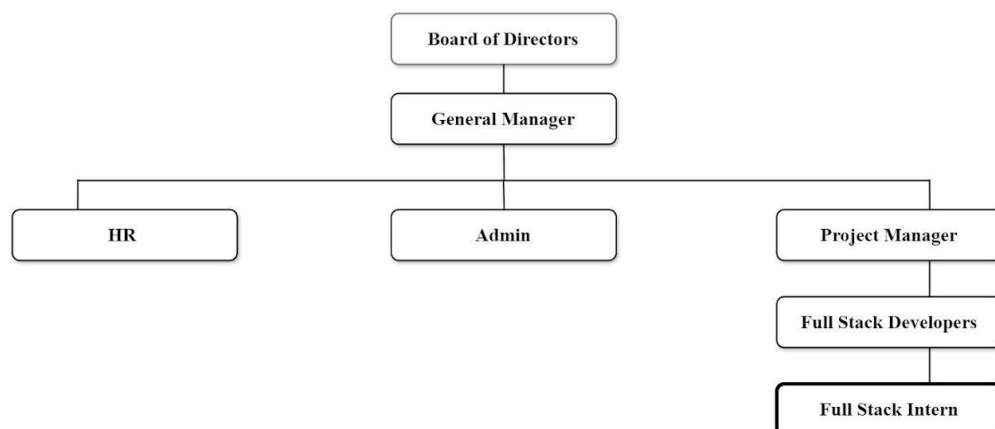 Board of Directors
General Manager
HR
Admin
Project Manager
Full Stack Developers
Full Stack Intern